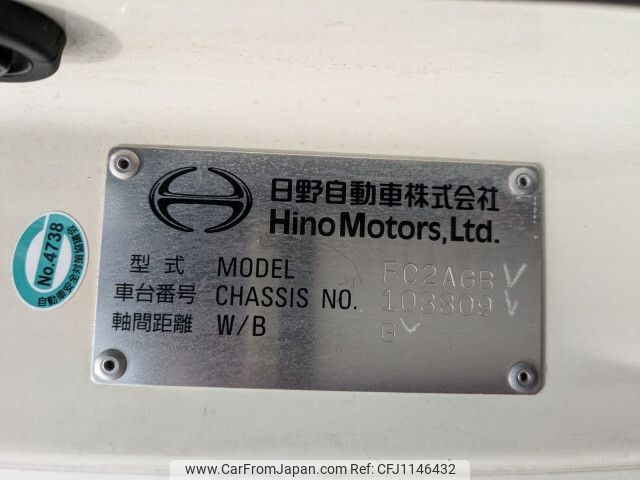 日野自動車株式会社
Hino Motors, Ltd.
型式 MODEL FC2AGB
車台番号 CHASSIS NO. 108809
軸間距離 W/B G
No.4738
www.CarFromJapan.com | CFJ1146432